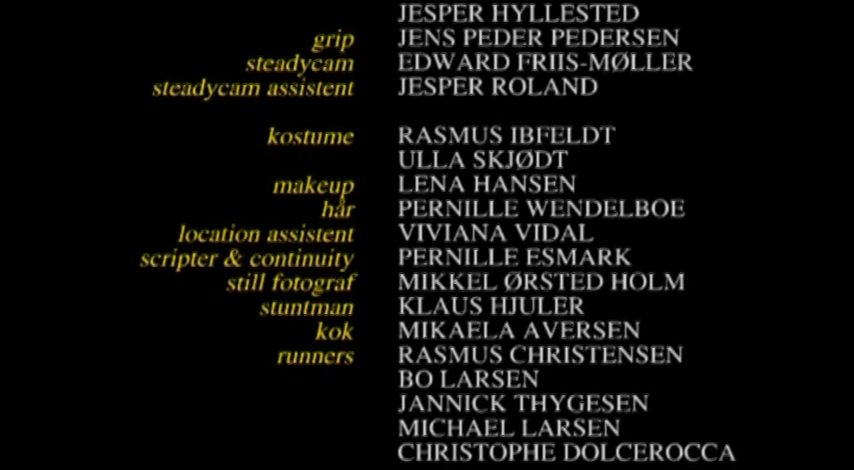 JESPER HYLLESTED
grip JENS PEDER PEDERSEN
steadycam EDWARD FRIIS-MØLLER
steadycam assistent JESPER ROLAND
kostume RASMUS IBFELDT
ULLA SKJØDT
makeup LENA HANSEN
hår PERNILLE WENDELBOE
location assistent VIVIANA VIDAL
scripter & continuity PERNILLE ESMARK
still fotograf MIKKEL ØRSTED HOLM
stuntman KLAUS HJULER
kok MIKAELA AVERSEN
runners RASMUS CHRISTENSEN
BO LARSEN
JANNICK THYGESEN
MICHAEL LARSEN
CHRISTOPHE DOLCEROCCA